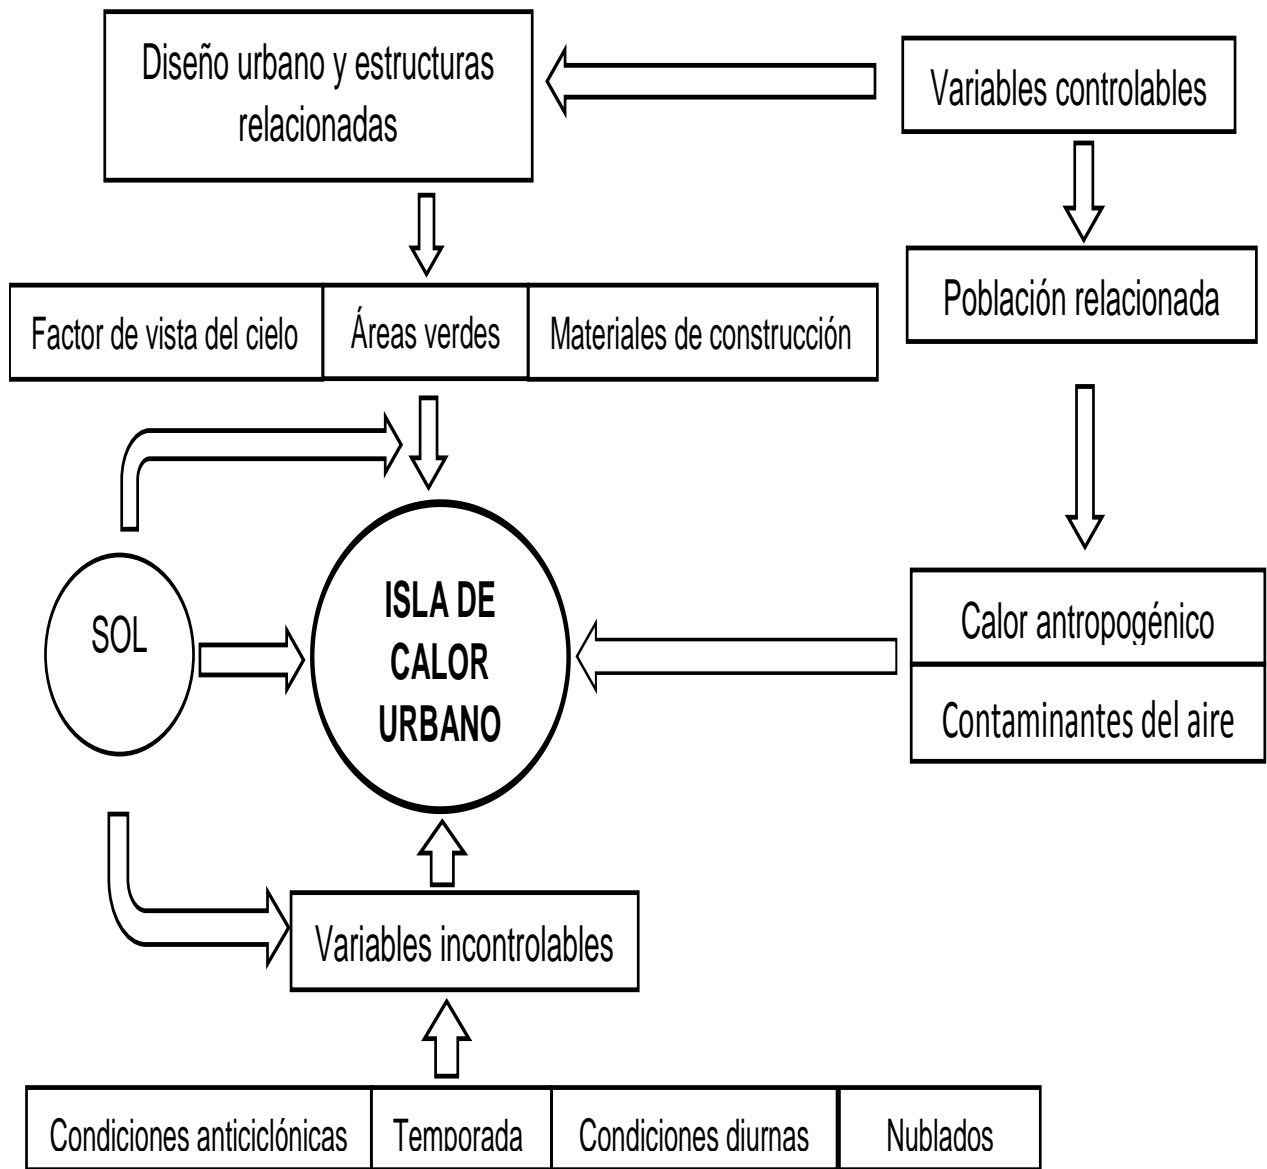 Diseño urbano y estructuras
relacionadas
Variables controlables
Población relacionada
Factor de vista del cielo
Áreas verdes
Materiales de construcción
SOL
ISLA DE
CALOR
URBANO
Calor antropogénico
Contaminantes del aire
Variables incontrolables
Condiciones anticiclónicas
Temporada
Condiciones diurnas
Nublados